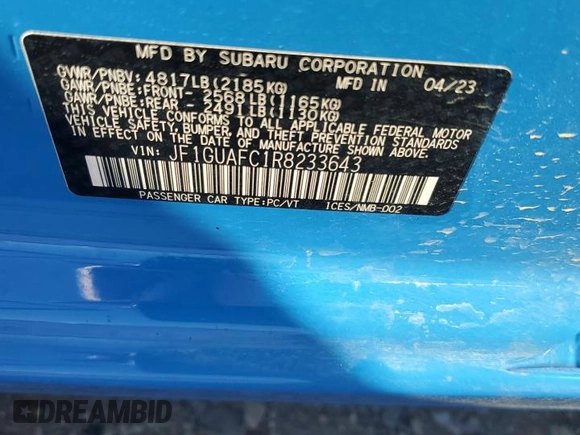 MFD BY SUBARU CORPORATION
GVWR/PNBV: 4817LB(2185KG) MFD IN 04/23
GAWR/PNBE:FRONT- 2568LB(1165KG)
GAWR/PNBE:REAR - 2491LB(1130KG)
THIS VEHICLE CONFORMS TO ALL APPLICABLE FEDERAL MOTOR
VEHICLE SAFETY, BUMPER, AND THEFT PREVENTION STANDARDS
IN EFFECT ON THE DATE OF MANUFACTURE SHOWN ABOVE.
VIN: JF1GUAFC1R8233643
PASSENGER CAR TYPE:PC/VT ICES/NMB-002
DREAMBID